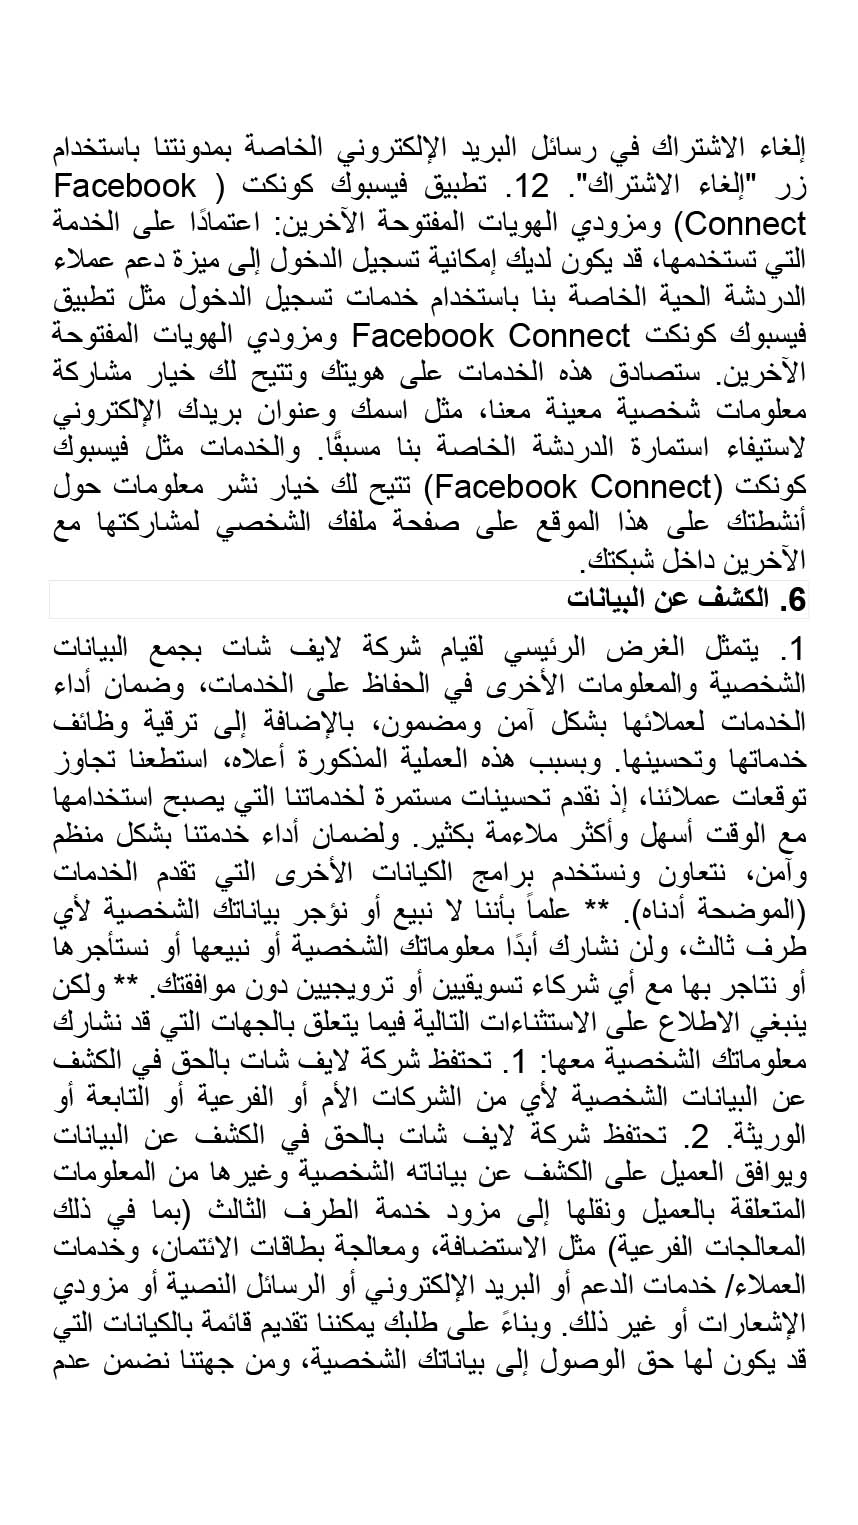 إلغاء الاشتراك في رسائل البريد الإلكتروني الخاصة بمدونتنا باستخدام
زر "إلغاء الاشتراك". 12. تطبيق فيسبوك كونكت ( Facebook
Connect) ومزودي الهويات المفتوحة الآخرين: اعتمادًا على الخدمة
التي تستخدمها، قد يكون لديك إمكانية تسجيل الدخول إلى ميزة دعم عملاء
الدردشة الحية الخاصة بنا باستخدام خدمات تسجيل الدخول مثل تطبيق
فيسبوك كونكت Facebook Connect ومزودي الهويات المفتوحة
الآخرين. ستصادق هذه الخدمات على هويتك وتتيح لك خيار مشاركة
معلومات شخصية معينة معنا، مثل اسمك وعنوان بريدك الإلكتروني
لاستيفاء استمارة الدردشة الخاصة بنا مسبقًا. والخدمات مثل فيسبوك
كونكت (Facebook Connect) تتيح لك خيار نشر معلومات حول
أنشطتك على هذا الموقع على صفحة ملفك الشخصي لمشاركتها مع
الآخرين داخل شبكتك.
6. الكشف عن البيانات
1. يتمثل الغرض الرئيسي لقيام شركة لايف شات بجمع البيانات
الشخصية والمعلومات الأخرى في الحفاظ على الخدمات، وضمان أداء
الخدمات لعملائها بشكل آمن ومضمون، بالإضافة إلى ترقية وظائف
خدماتها وتحسينها. وبسبب هذه العملية المذكورة أعلاه، استطعنا تجاوز
توقعات عملائنا، إذ نقدم تحسينات مستمرة لخدماتنا التي يصبح استخدامها
مع الوقت أسهل وأكثر ملاءمة بكثير. ولضمان أداء خدمتنا بشكل منظم
وآمن، نتعاون ونستخدم برامج الكيانات الأخرى التي تقدم الخدمات
(الموضحة أدناه). ** علماً بأننا لا نبيع أو نؤجر بياناتك الشخصية لأي
طرف ثالث، ولن نشارك أبدًا معلوماتك الشخصية أو نبيعها أو نستأجرها
أو نتاجر بها مع أي شركاء تسويقيين أو ترويجيين دون موافقتك. ** ولكن
ينبغي الاطلاع على الاستثناءات التالية فيما يتعلق بالجهات التي قد نشارك
معلوماتك الشخصية معها: 1. تحتفظ شركة لايف شات بالحق في الكشف
عن البيانات الشخصية لأي من الشركات الأم أو الفرعية أو التابعة أو
الوريثة. 2. تحتفظ شركة لايف شات بالحق في الكشف عن البيانات
ويوافق العميل على الكشف عن بياناته الشخصية وغيرها من المعلومات
المتعلقة بالعميل ونقلها إلى مزود خدمة الطرف الثالث (بما في ذلك
المعالجات الفرعية) مثل الاستضافة، ومعالجة بطاقات الائتمان، وخدمات
العملاء/ خدمات الدعم أو البريد الإلكتروني أو الرسائل النصية أو مزودي
الإشعارات أو غير ذلك. وبناءً على طلبك يمكننا تقديم قائمة بالكيانات التي
قد يكون لها حق الوصول إلى بياناتك الشخصية، ومن جهتنا نضمن عدم